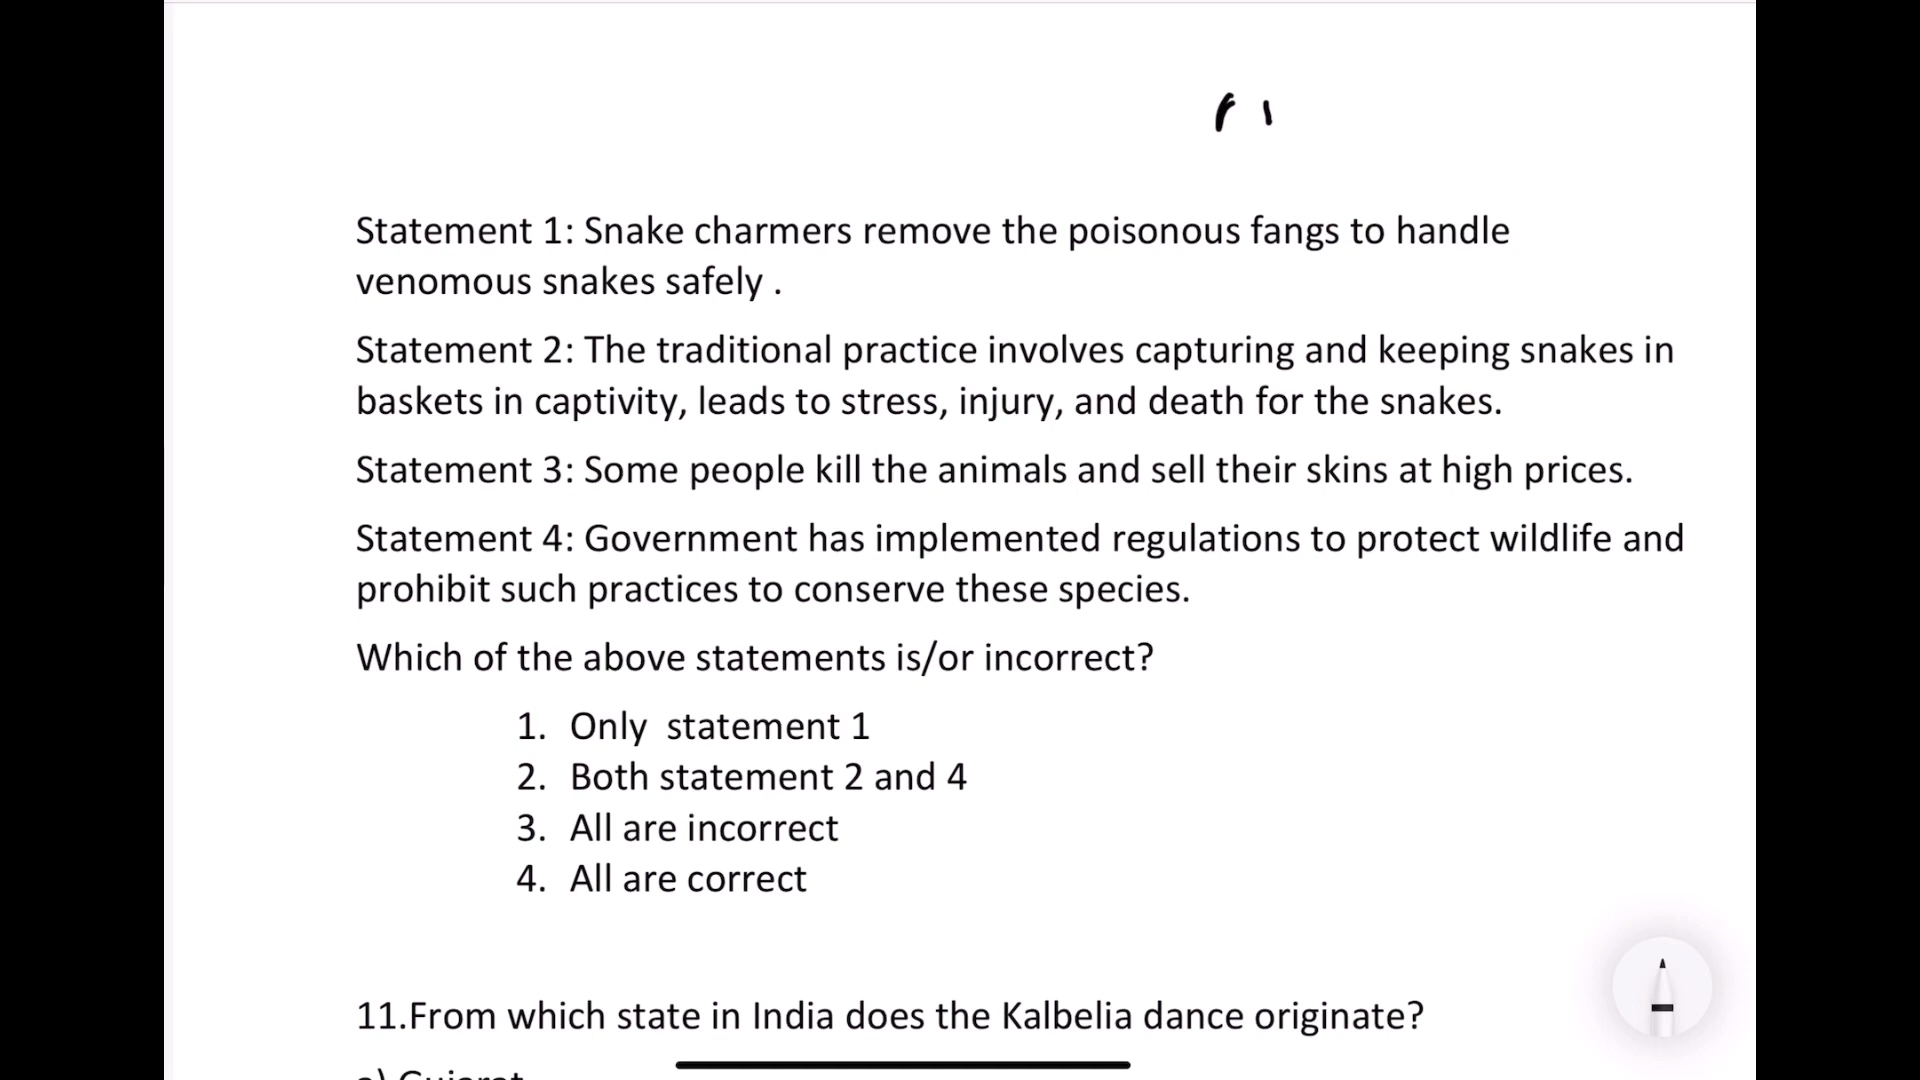 Statement 1: Snake charmers remove the poisonous fangs to handle
venomous snakes safely .
Statement 2: The traditional practice involves capturing and keeping snakes in
baskets in captivity, leads to stress, injury, and death for the snakes.
Statement 3: Some people kill the animals and sell their skins at high prices.
Statement 4: Government has implemented regulations to protect wildlife and
prohibit such practices to conserve these species.
Which of the above statements is/or incorrect?
1. Only  statement 1
2. Both statement 2 and 4
3. All are incorrect
4. All are correct
11.From which state in India does the Kalbelia dance originate?
a) Gujarat